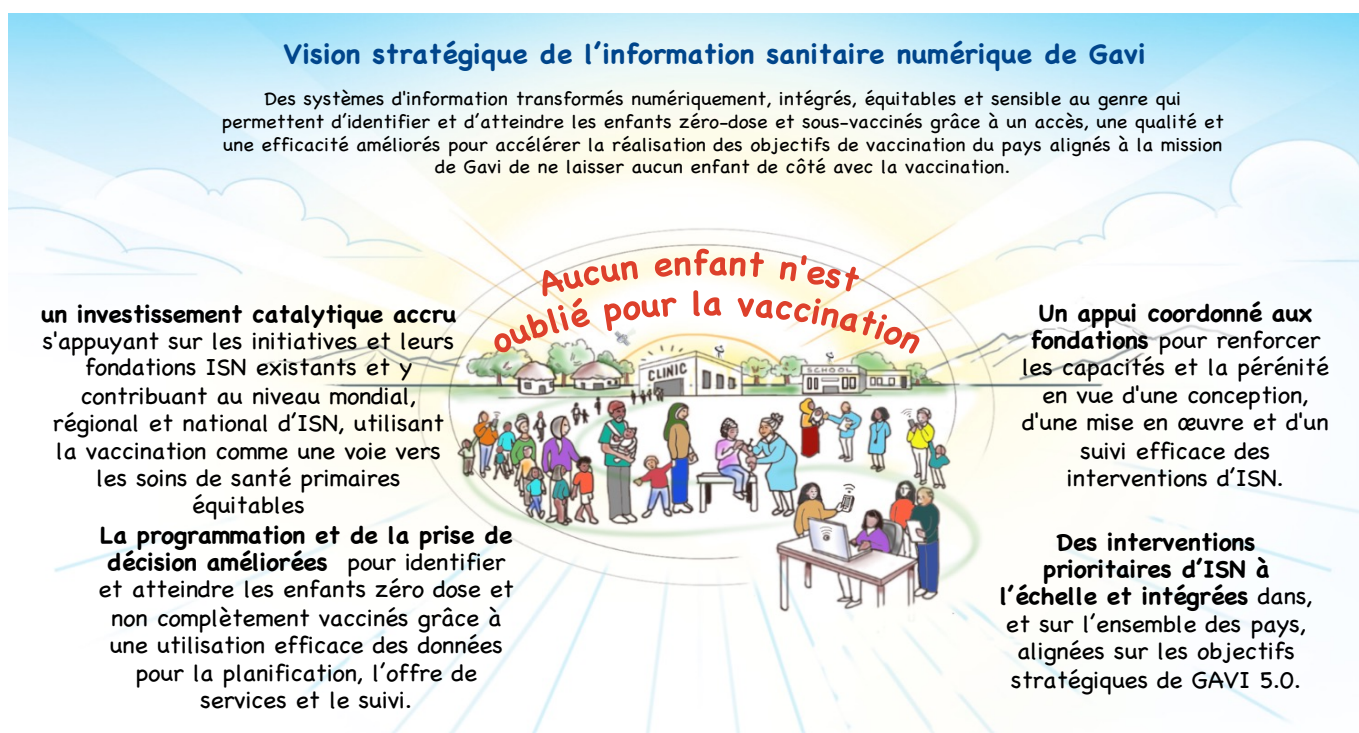 Vision stratégique de l’information sanitaire numérique de Gavi
Des systèmes d'information transformés numériquement, intégrés, équitables et sensible au genre qui
permettent d’identifier et d’atteindre les enfants zéro-dose et sous-vaccinés grâce à un accès, une qualité et
une efficacité améliorés pour accélérer la réalisation des objectifs de vaccination du pays alignés à la mission
de Gavi de ne laisser aucun enfant de côté avec la vaccination.
Aucun enfant n'est
oublié pour la vaccination
CLINIC
SCHOOL
un investissement catalytique accru
s'appuyant sur les initiatives et leurs
fondations ISN existants et y
contribuant au niveau mondial,
régional et national d’ISN, utilisant
la vaccination comme une voie vers
les soins de santé primaires
équitables
La programmation et de la prise de
décision améliorées pour identifier
et atteindre les enfants zéro dose et
non complètement vaccinés grâce à
une utilisation efficace des données
pour la planification, l’offre de
services et le suivi.
Un appui coordonné aux
fondations pour renforcer
les capacités et la pérénité
en vue d'une conception,
d'une mise en œuvre et d'un
suivi efficace des
interventions d’ISN.
Des interventions
prioritaires d’ISN à
l’échelle et intégrées dans,
et sur l’ensemble des pays,
alignées sur les objectifs
stratégiques de GAVI 5.0.